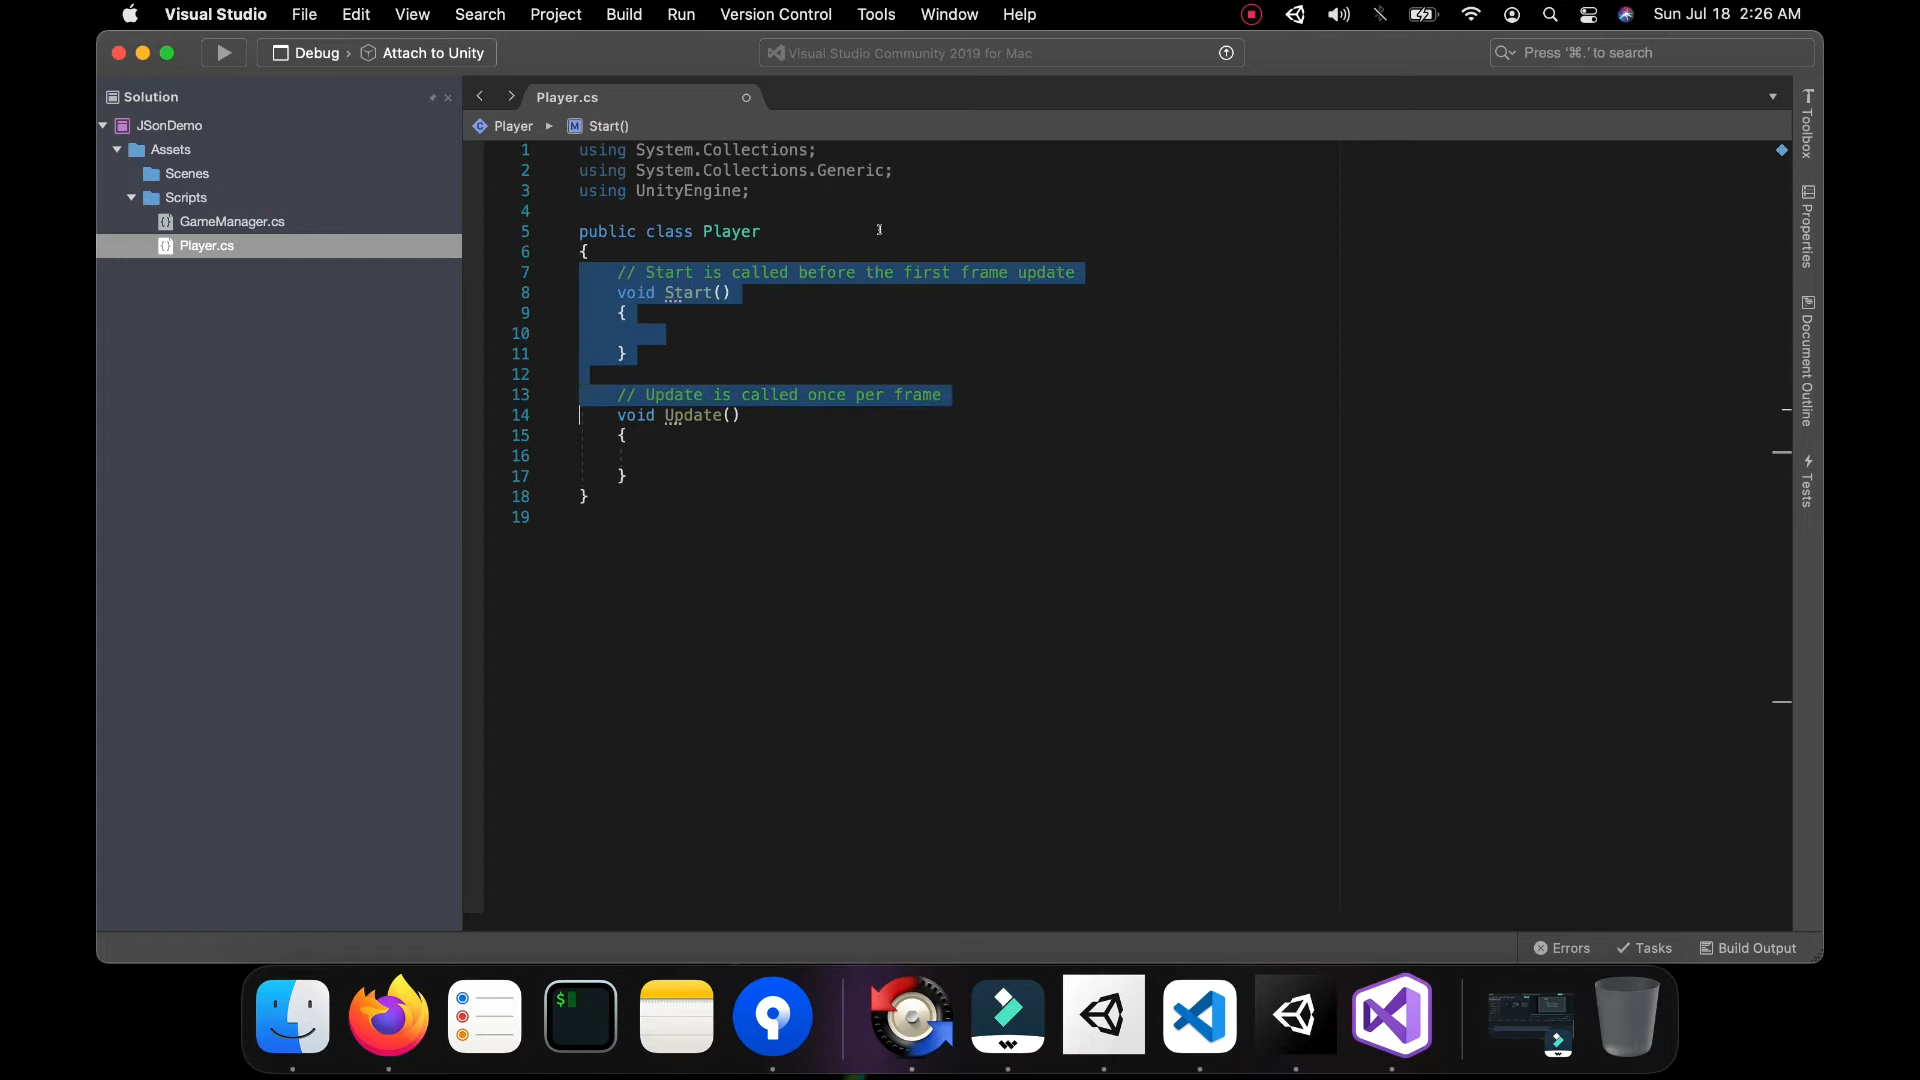 Visual Studio File Edit View Search Project Build Run Version Control Tools Window Help Sun Jul 18 2:26 AM
Debug › Attach to Unity Visual Studio Community 2019 for Mac Press '⌘.' to search
Solution
JSonDemo
Assets
Scenes
Scripts
GameManager.cs
Player.cs
Player.cs
Player Start()
1 using System.Collections;
2 using System.Collections.Generic;
3 using UnityEngine;
4
5 public class Player
6 {
7 // Start is called before the first frame update
8 void Start()
9 {
10
11 }
12
13 // Update is called once per frame
14 void Update()
15 {
16
17 }
18 }
19
Toolbox
Properties
Document Outline
Tests
Errors Tasks Build Output
$